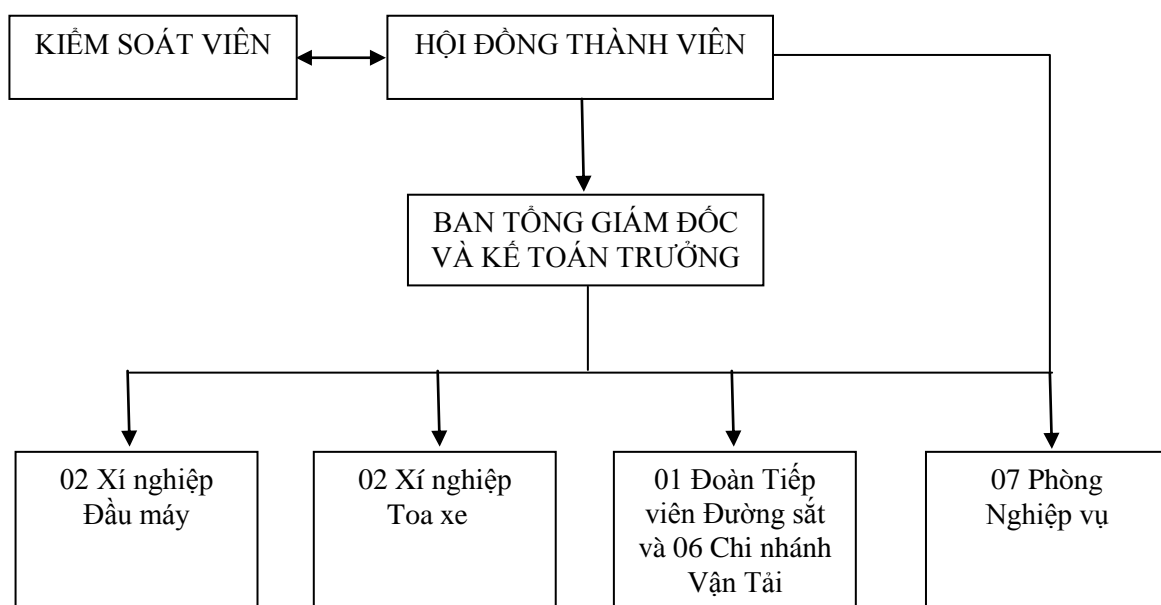 KIỂM SOÁT VIÊN
HỘI ĐỒNG THÀNH VIÊN
BAN TỔNG GIÁM ĐỐC
VÀ KẾ TOÁN TRƯỞNG
02 Xí nghiệp
Đầu máy
02 Xí nghiệp
Toa xe
01 Đoàn Tiếp
viên Đường sắt
và 06 Chi nhánh
Vận Tải
07 Phòng
Nghiệp vụ